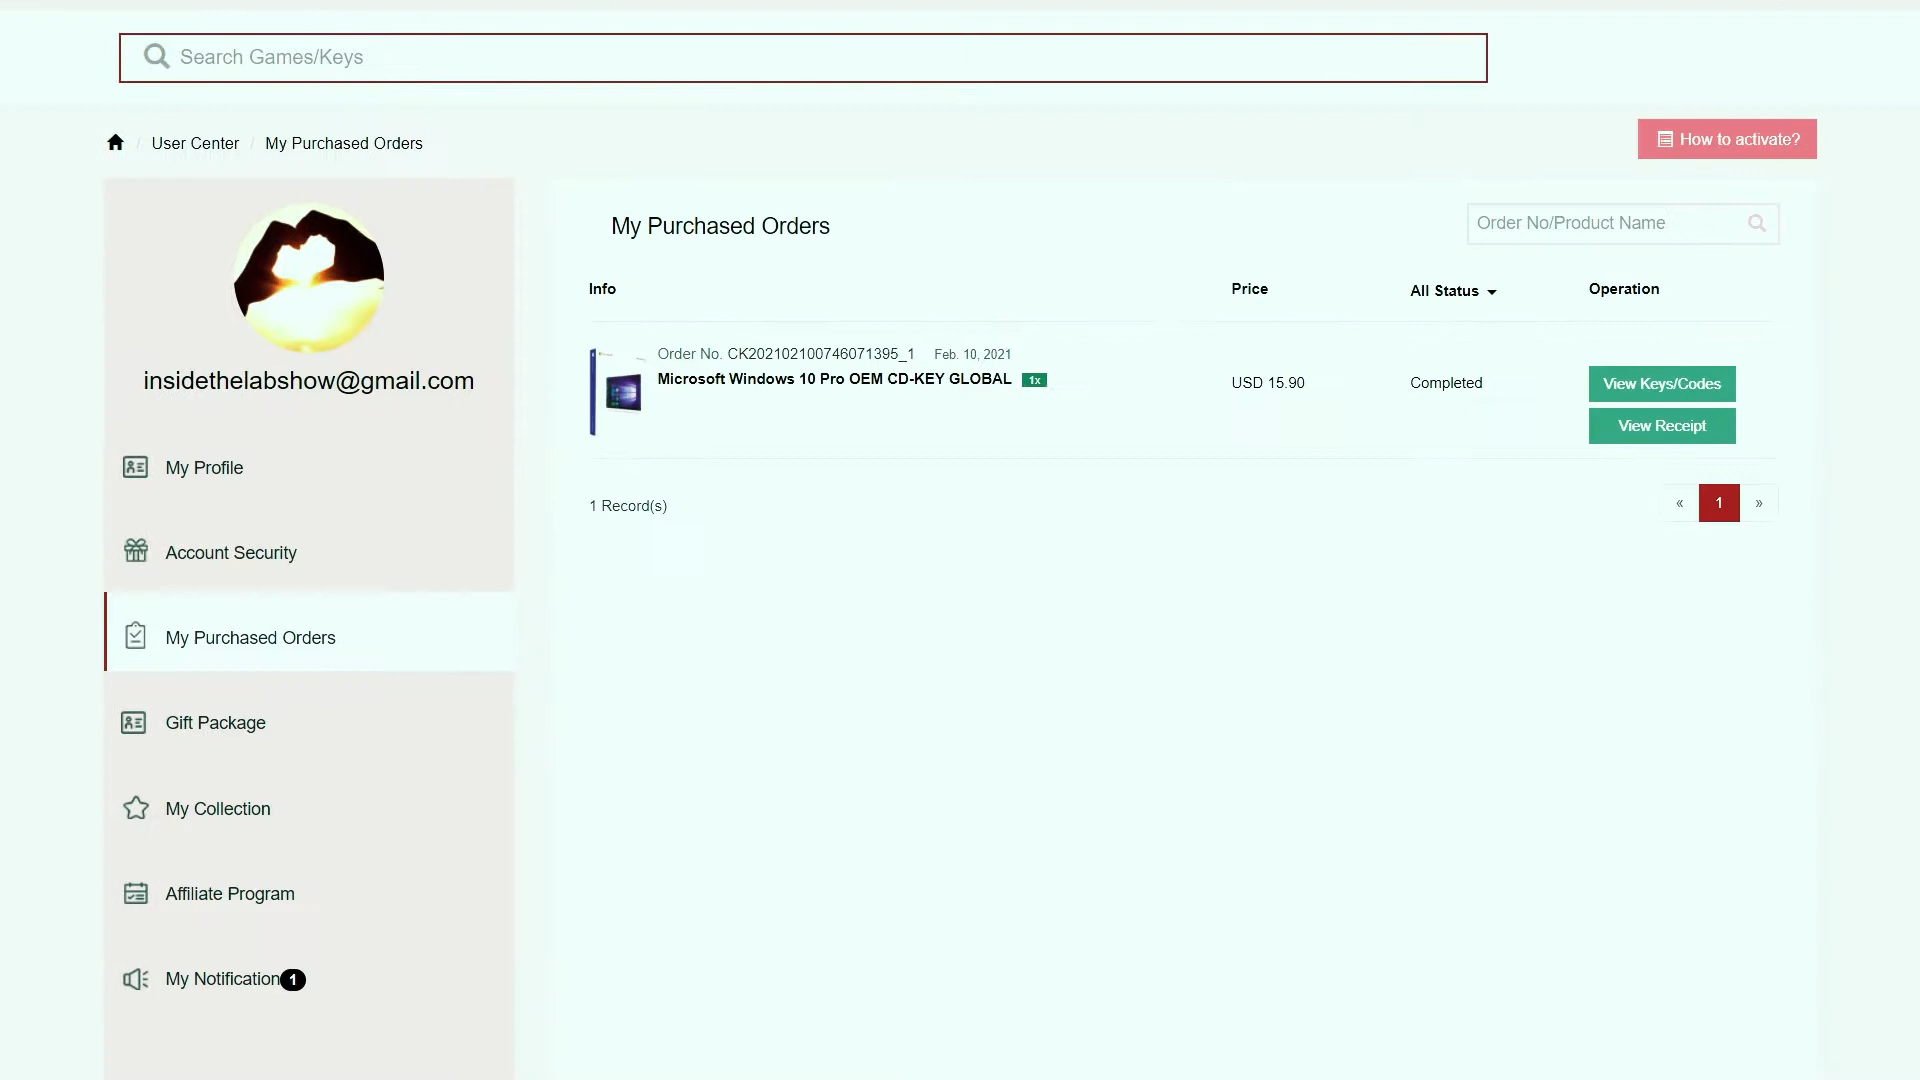 Search Games/Keys
User Center / My Purchased Orders
How to activate?
insidethelabshow@gmail.com
My Profile
Account Security
My Purchased Orders
Gift Package
My Collection
Affiliate Program
My Notification 1
My Purchased Orders
Order No/Product Name
Info Price All Status Operation
Order No. CK202102100746071395_1 Feb. 10, 2021
Microsoft Windows 10 Pro OEM CD-KEY GLOBAL 1x
USD 15.90
Completed
View Keys/Codes
View Receipt
1 Record(s)
« 1 »